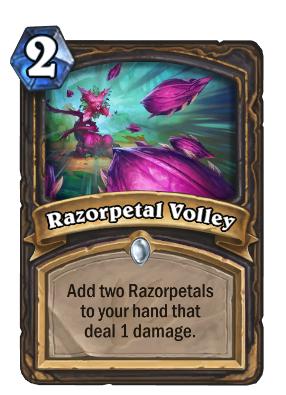 2
Razorpetal Volley
Add two Razorpetals
to your hand that
deal 1 damage.